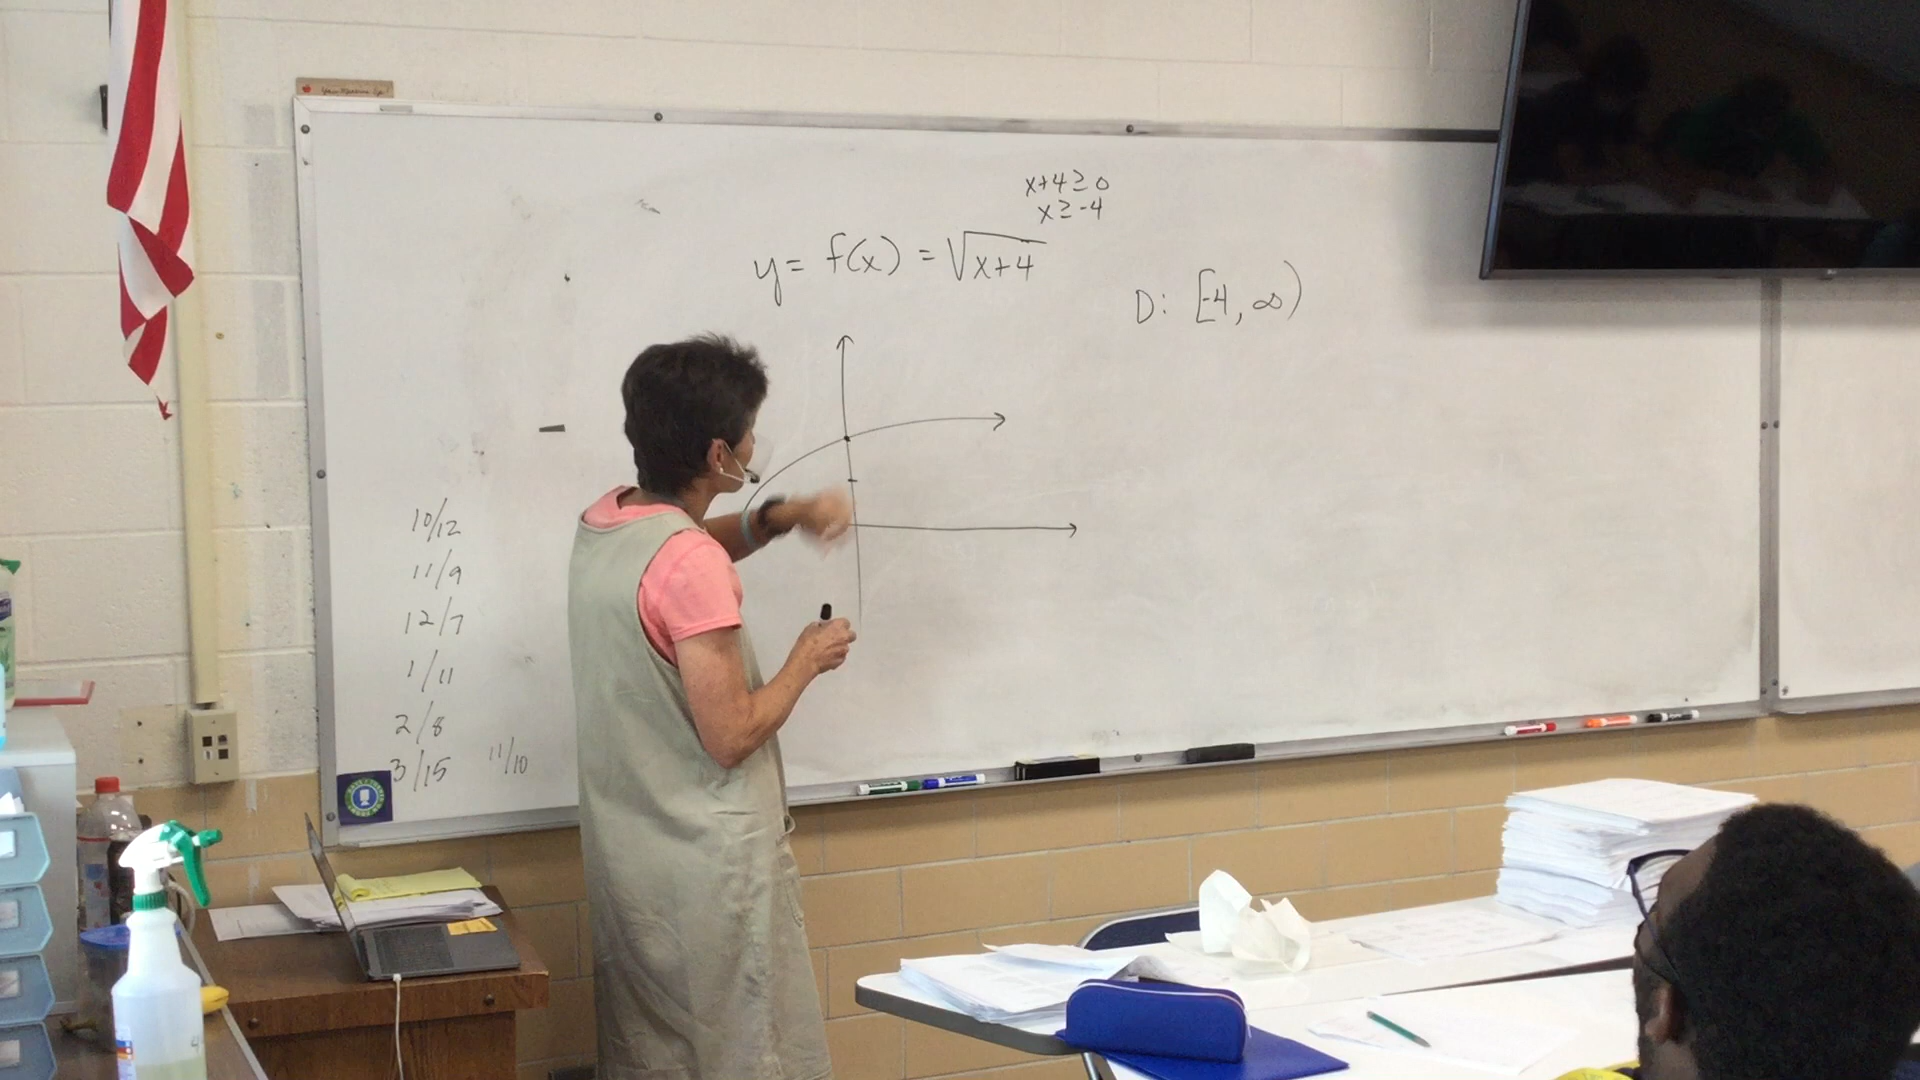 x+4≥0
x≥-4
y= f(x) = √x+4
D: [-4, ∞)
10/12
11/9
12/7
1/11
2/8
3/15
11/10